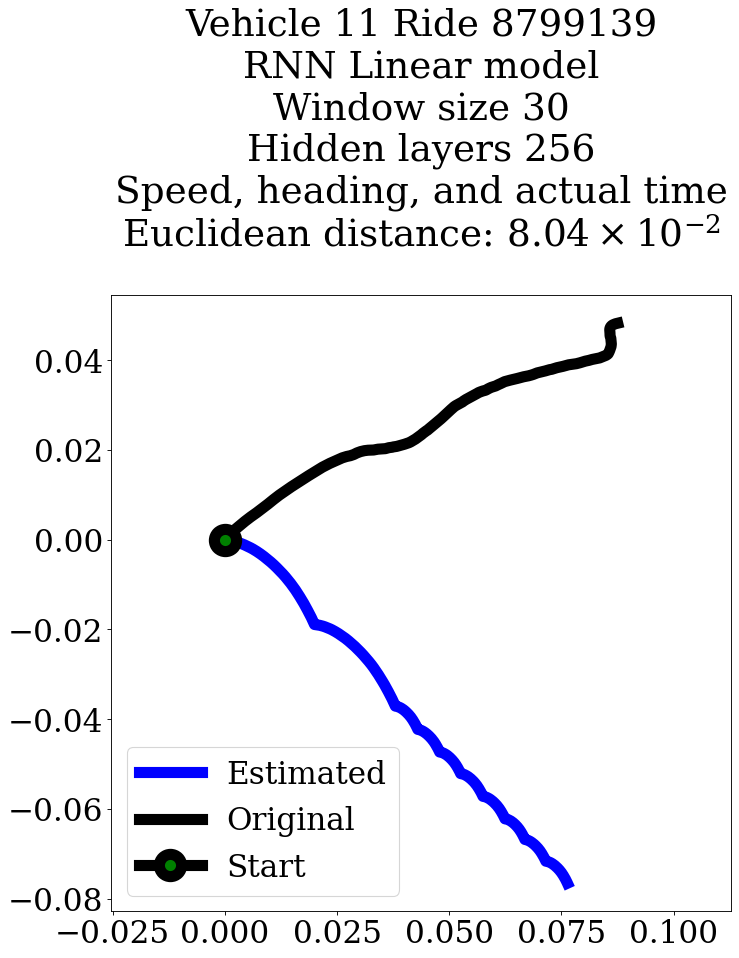 Vehicle 11 Ride 8799139
RNN Linear model
Window size 30
Hidden layers 256
Speed, heading, and actual time
Euclidean distance: 8.04 × 10⁻²
0.04
0.02
0.00
−0.02
−0.04
−0.06
−0.08
Estimated
Original
Start
−0.025 0.000 0.025 0.050 0.075 0.100